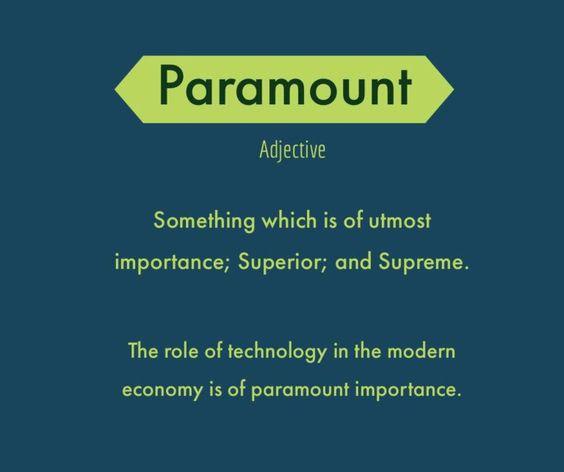 Paramount
Adjective
Something which is of utmost
importance; Superior; and Supreme.
The role of technology in the modern
economy is of paramount importance.